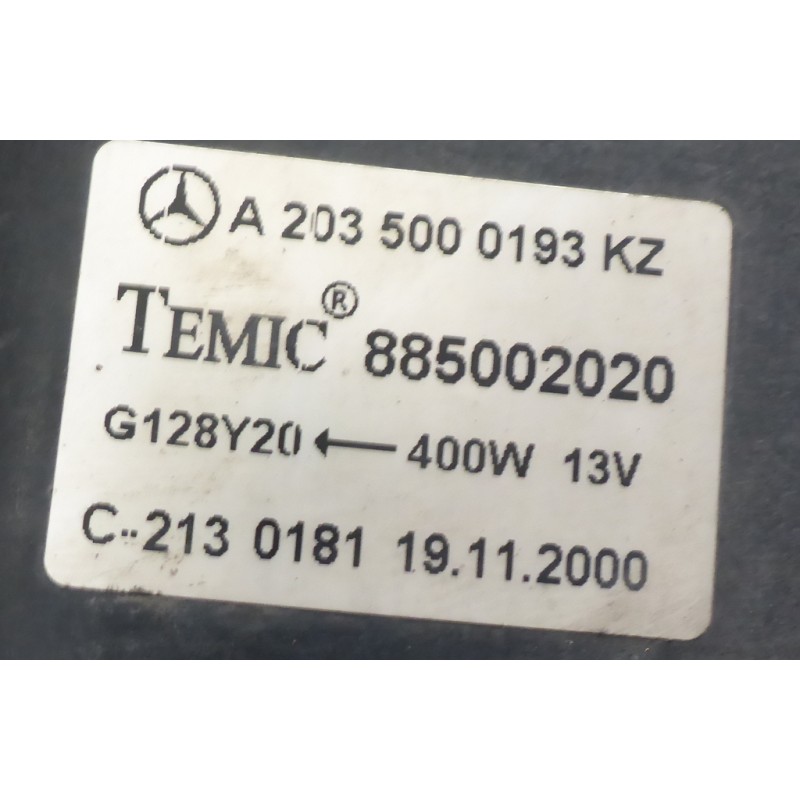 A 203 500 0193 KZ
TEMIC® 885002020
G128Y20 ← 400W 13V
C--213 0181 19.11.2000